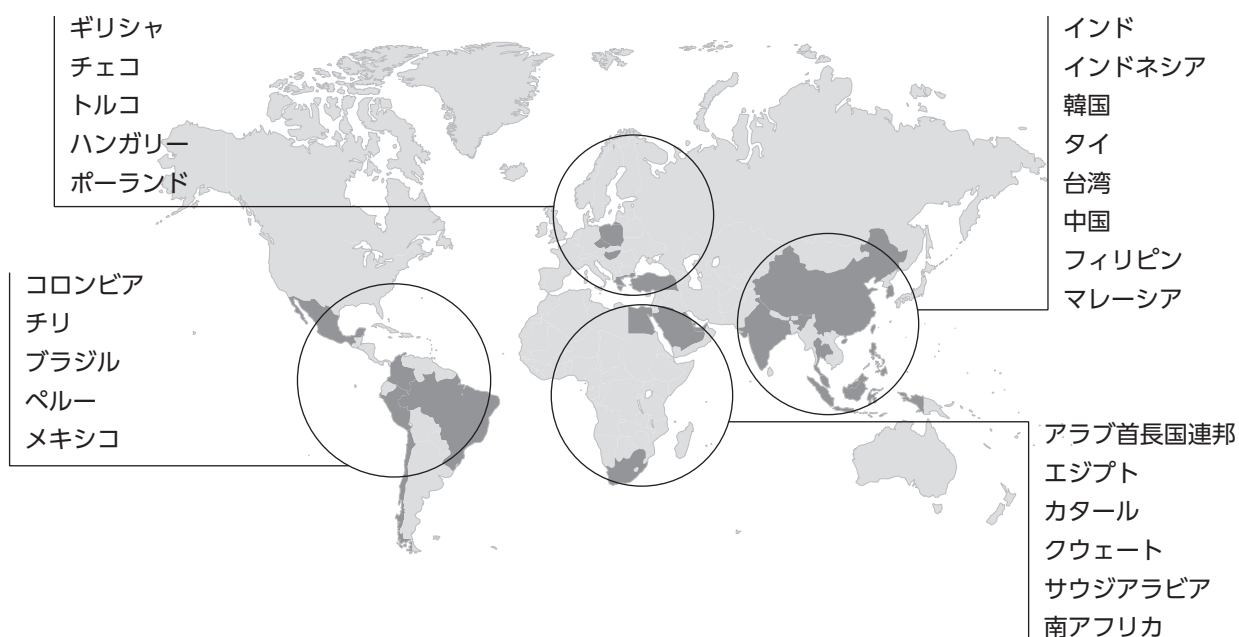 ギリシャ
チェコ
トルコ
ハンガリー
ポーランド
コロンビア
チリ
ブラジル
ペルー
メキシコ
インド
インドネシア
韓国
タイ
台湾
中国
フィリピン
マレーシア
アラブ首長国連邦
エジプト
カタール
クウェート
サウジアラビア
南アフリカ